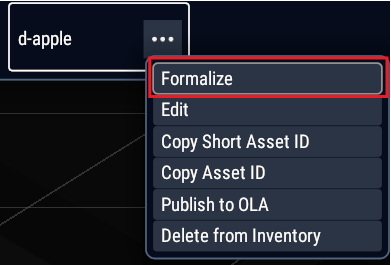 d-apple
Formalize
Edit
Copy Short Asset ID
Copy Asset ID
Publish to OLA
Delete from Inventory